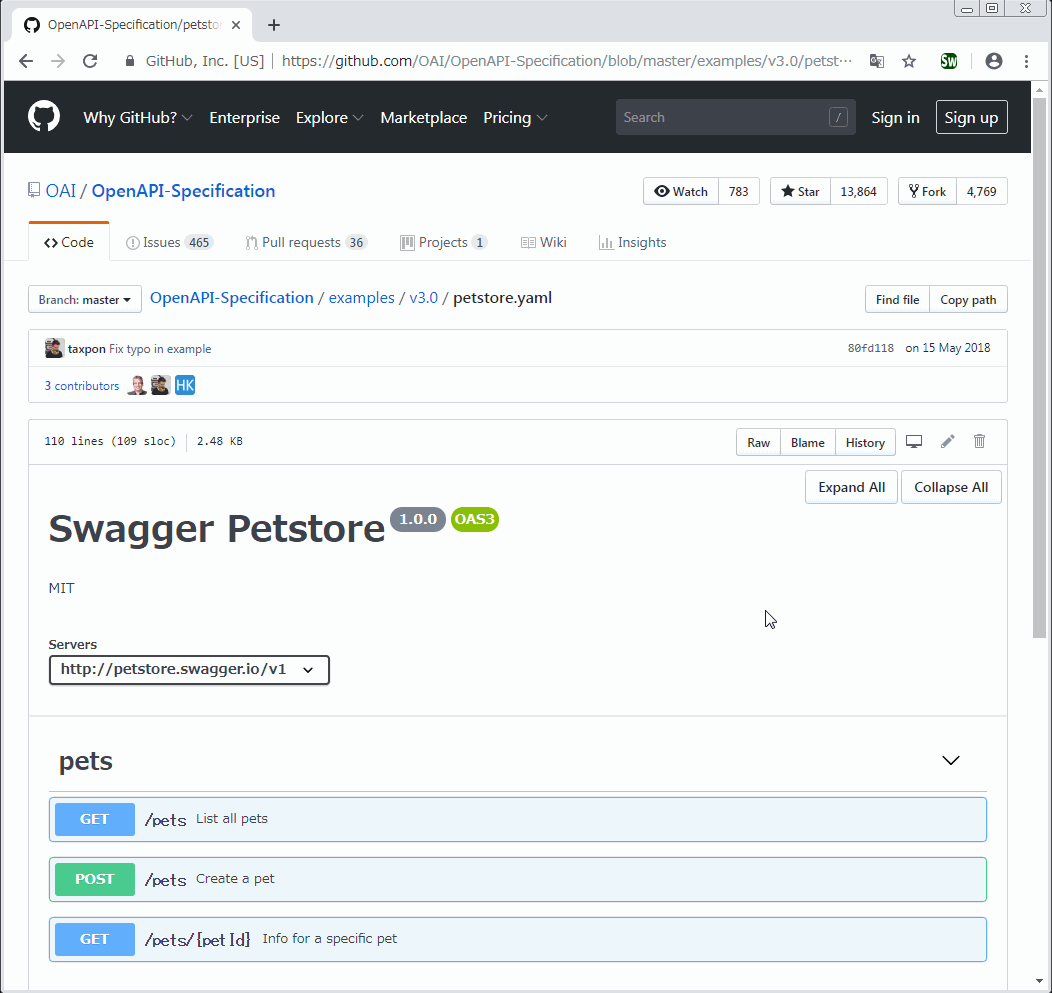 OpenAPI-Specification/petsto
GitHub, Inc. [US] | https://github.com/OAI/OpenAPI-Specification/blob/master/examples/v3.0/petst... Sw
Why GitHub? Enterprise Explore Marketplace Pricing Search / Sign in Sign up
OAI / OpenAPI-Specification Watch 783 Star 13,864 Fork 4,769
Code Issues 465 Pull requests 36 Projects 1 Wiki Insights
Branch: master OpenAPI-Specification / examples / v3.0 / petstore.yaml Find file Copy path
taxpon Fix typo in example 80fd118 on 15 May 2018
3 contributors HK
110 lines (109 sloc) 2.48 KB Raw Blame History
Expand All Collapse All
Swagger Petstore 1.0.0 OAS3
MIT
Servers
http://petstore.swagger.io/v1
pets
GET /pets List all pets
POST /pets Create a pet
GET /pets/{petId} Info for a specific pet